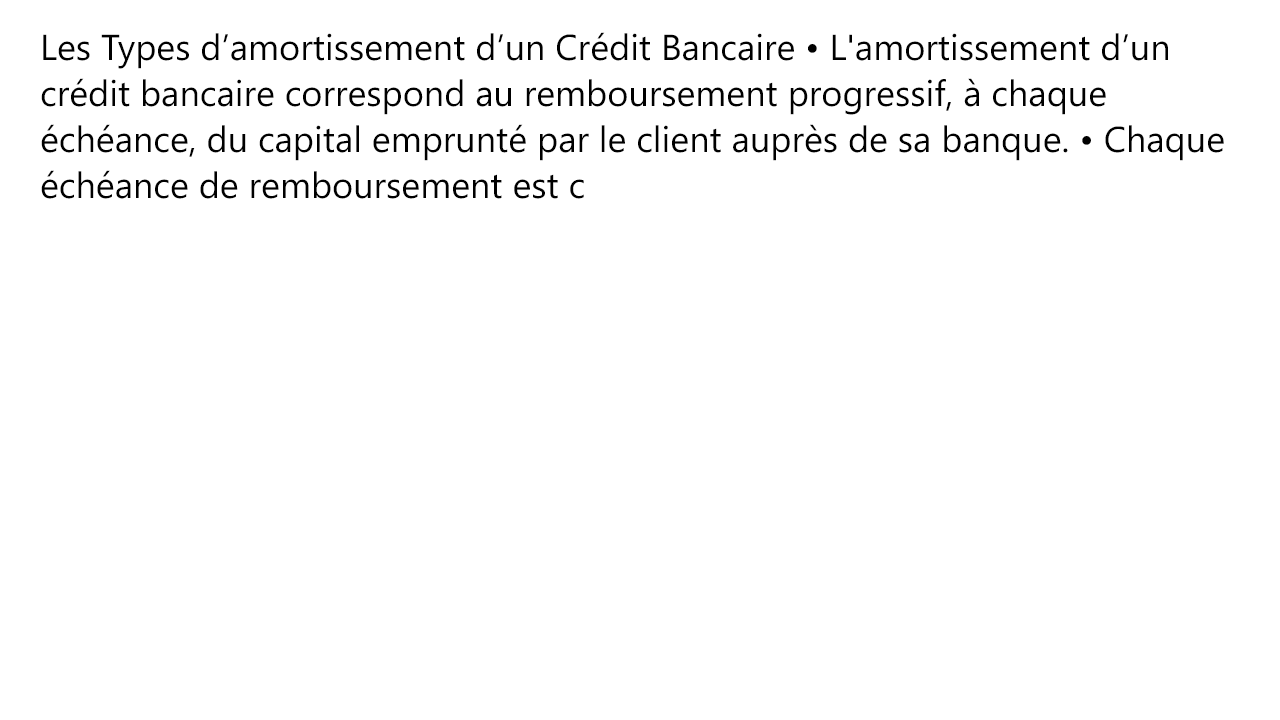 Les Types d’amortissement d’un Crédit Bancaire • L'amortissement d’un
crédit bancaire correspond au remboursement progressif, à chaque
échéance, du capital emprunté par le client auprès de sa banque. • Chaque
échéance de remboursement est c